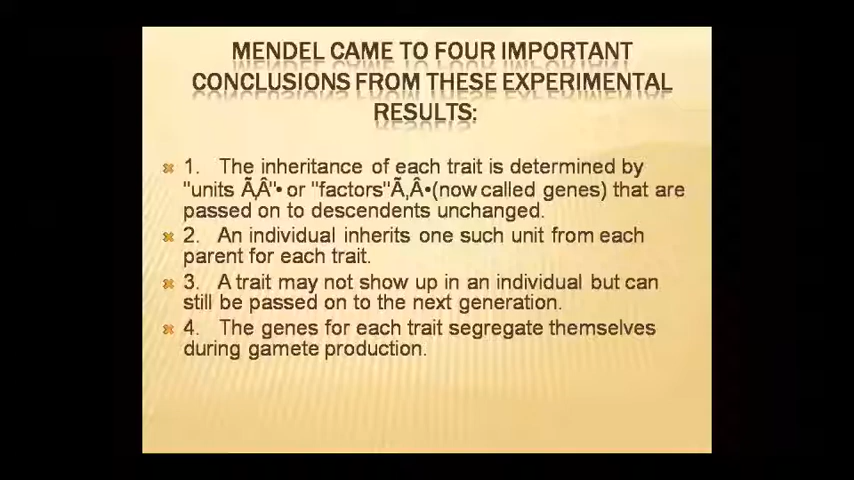 MENDEL CAME TO FOUR IMPORTANT
CONCLUSIONS FROM THESE EXPERIMENTAL
RESULTS:
1. The inheritance of each trait is determined by
"units Ã‚Â"• or "factors"Ã‚Â•(now called genes) that are
passed on to descendents unchanged.
2. An individual inherits one such unit from each
parent for each trait.
3. A trait may not show up in an individual but can
still be passed on to the next generation.
4. The genes for each trait segregate themselves
during gamete production.